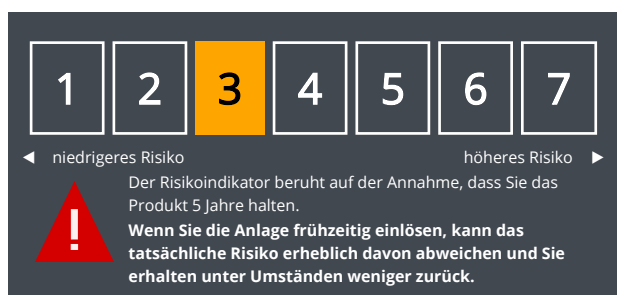 1 2 3 4 5 6 7
◄ niedrigeres Risiko höheres Risiko ►
!
Der Risikoindikator beruht auf der Annahme, dass Sie das
Produkt 5 Jahre halten.
Wenn Sie die Anlage frühzeitig einlösen, kann das
tatsächliche Risiko erheblich davon abweichen und Sie
erhalten unter Umständen weniger zurück.